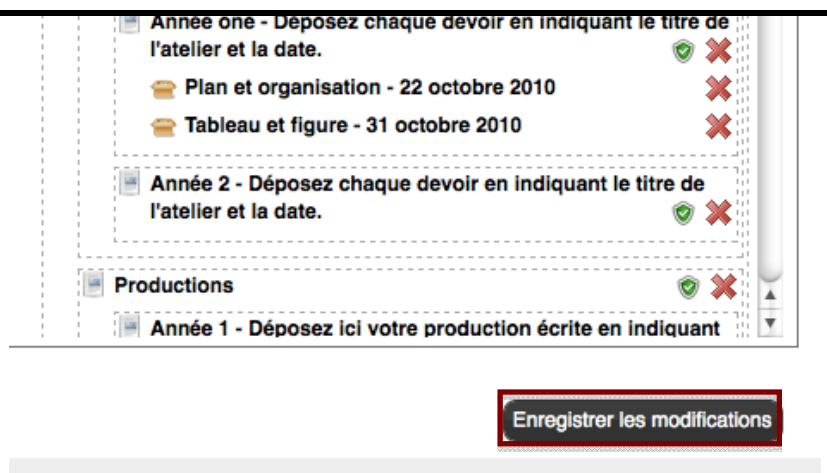 Année one - Déposez chaque devoir en indiquant le titre de
l'atelier et la date.
Plan et organisation - 22 octobre 2010
Tableau et figure - 31 octobre 2010
Année 2 - Déposez chaque devoir en indiquant le titre de
l'atelier et la date.
Productions
Année 1 - Déposez ici votre production écrite en indiquant
Enregistrer les modifications